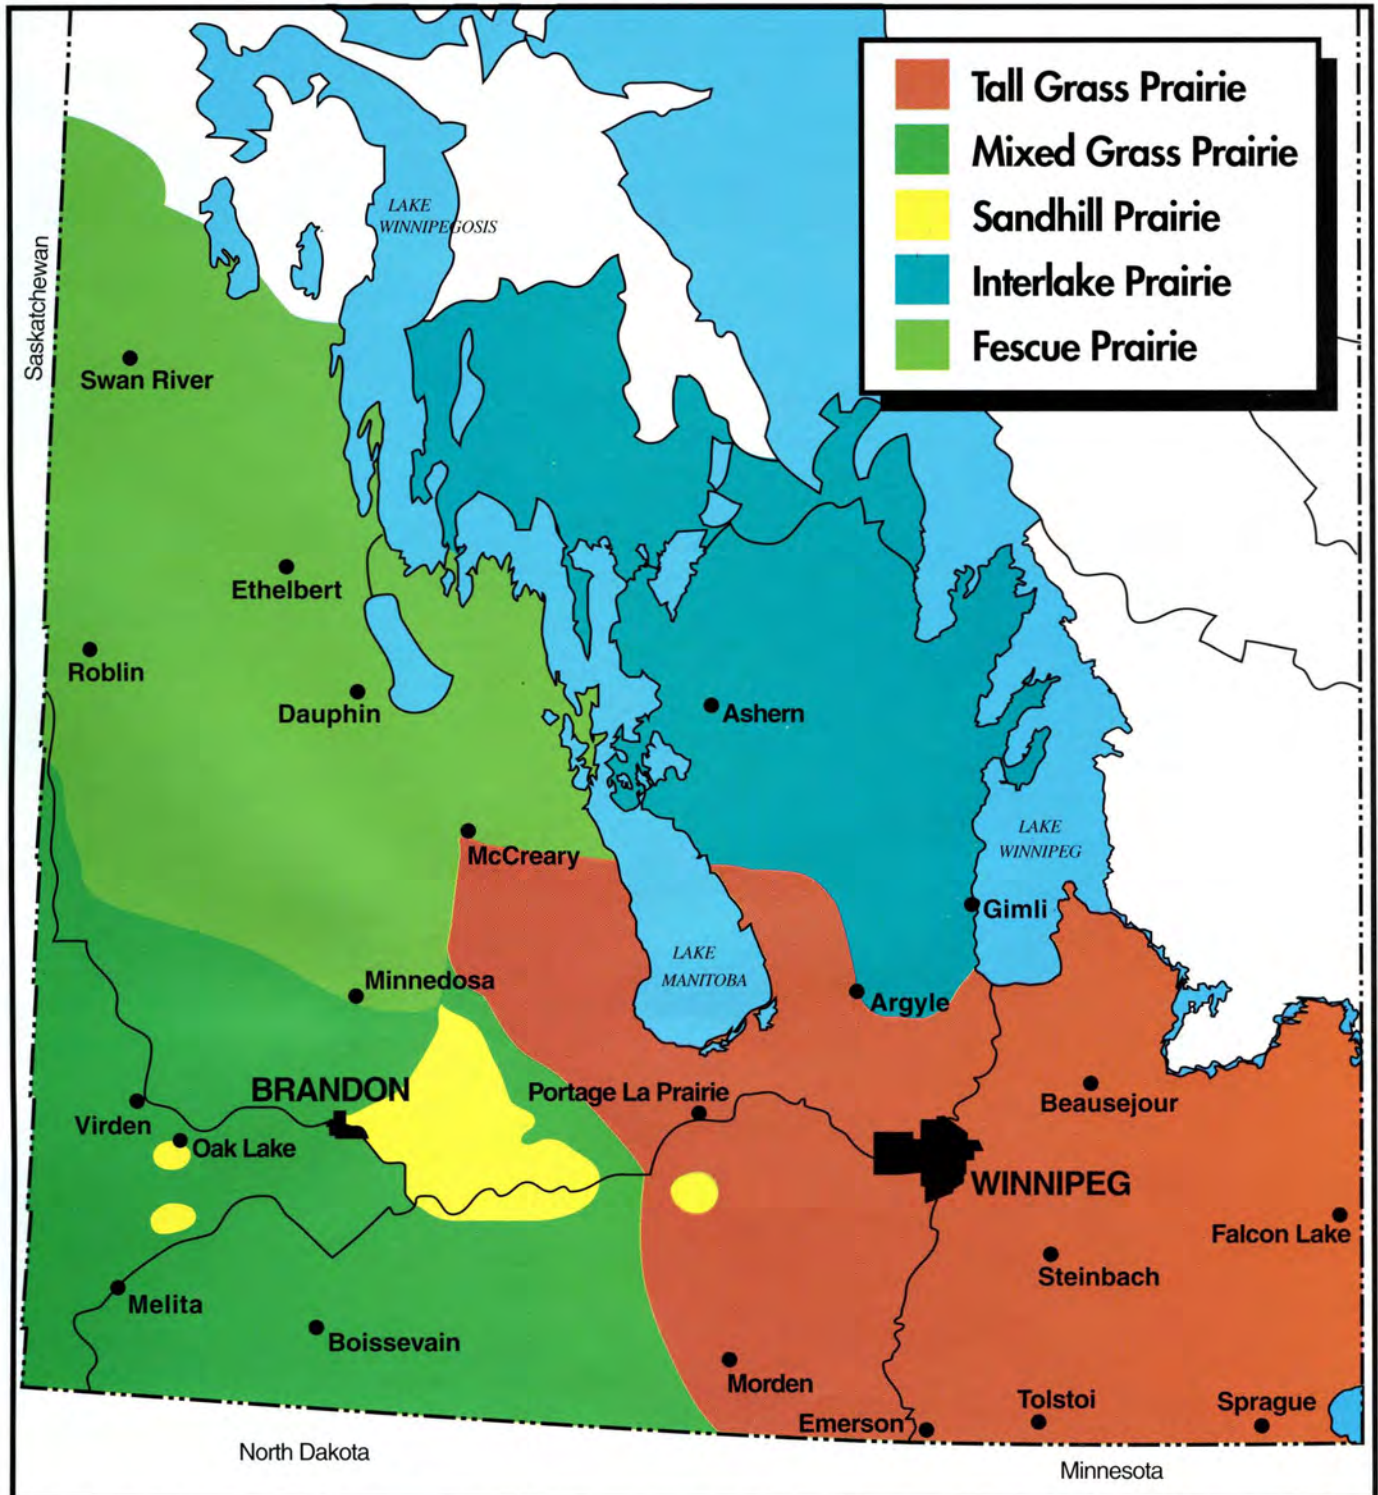 Tall Grass Prairie
Mixed Grass Prairie
Sandhill Prairie
Interlake Prairie
Fescue Prairie
LAKE
WINNIPEGOSIS
Saskatchewan
Swan River
Ethelbert
Roblin
Dauphin
Ashern
McCreary
LAKE
WINNIPEG
Gimli
LAKE
MANITOBA
Minnedosa
Argyle
BRANDON
Portage La Prairie
Beausejour
Virden
Oak Lake
WINNIPEG
Falcon Lake
Steinbach
Melita
Boissevain
Morden
Tolstoi
Sprague
Emerson
North Dakota
Minnesota